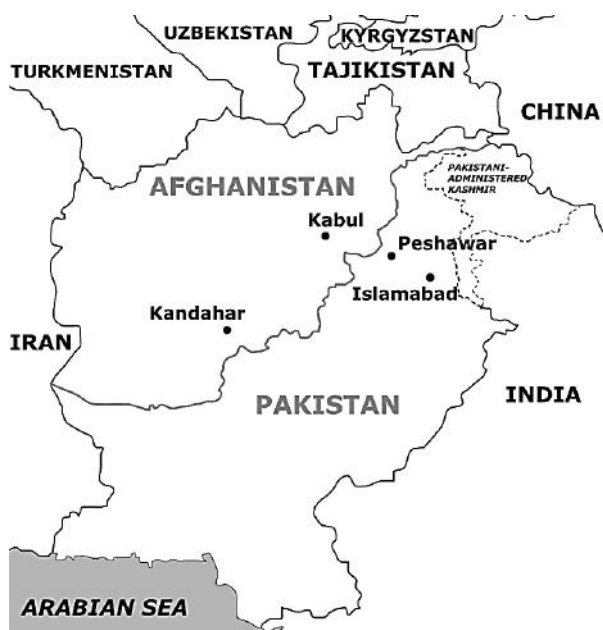 UZBEKISTAN
KYRGYZSTAN
TURKMENISTAN
TAJIKISTAN
CHINA
PAKISTANI-
ADMINISTERED
KASHMIR
AFGHANISTAN
Kabul
Peshawar
Islamabad
Kandahar
IRAN
INDIA
PAKISTAN
ARABIAN SEA